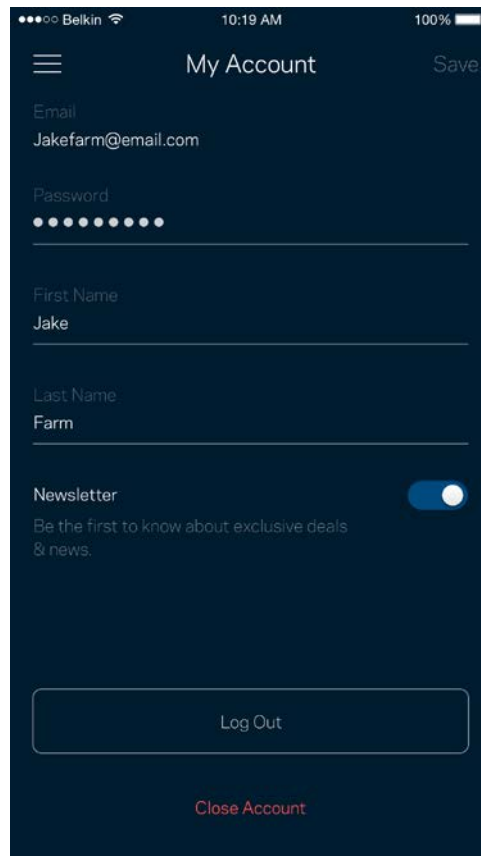 Belkin 10:19 AM 100%
My Account Save
Email
Jakefarm@email.com
Password
●●●●●●●●●
First Name
Jake
Last Name
Farm
Newsletter
Be the first to know about exclusive deals
& news.
Log Out
Close Account